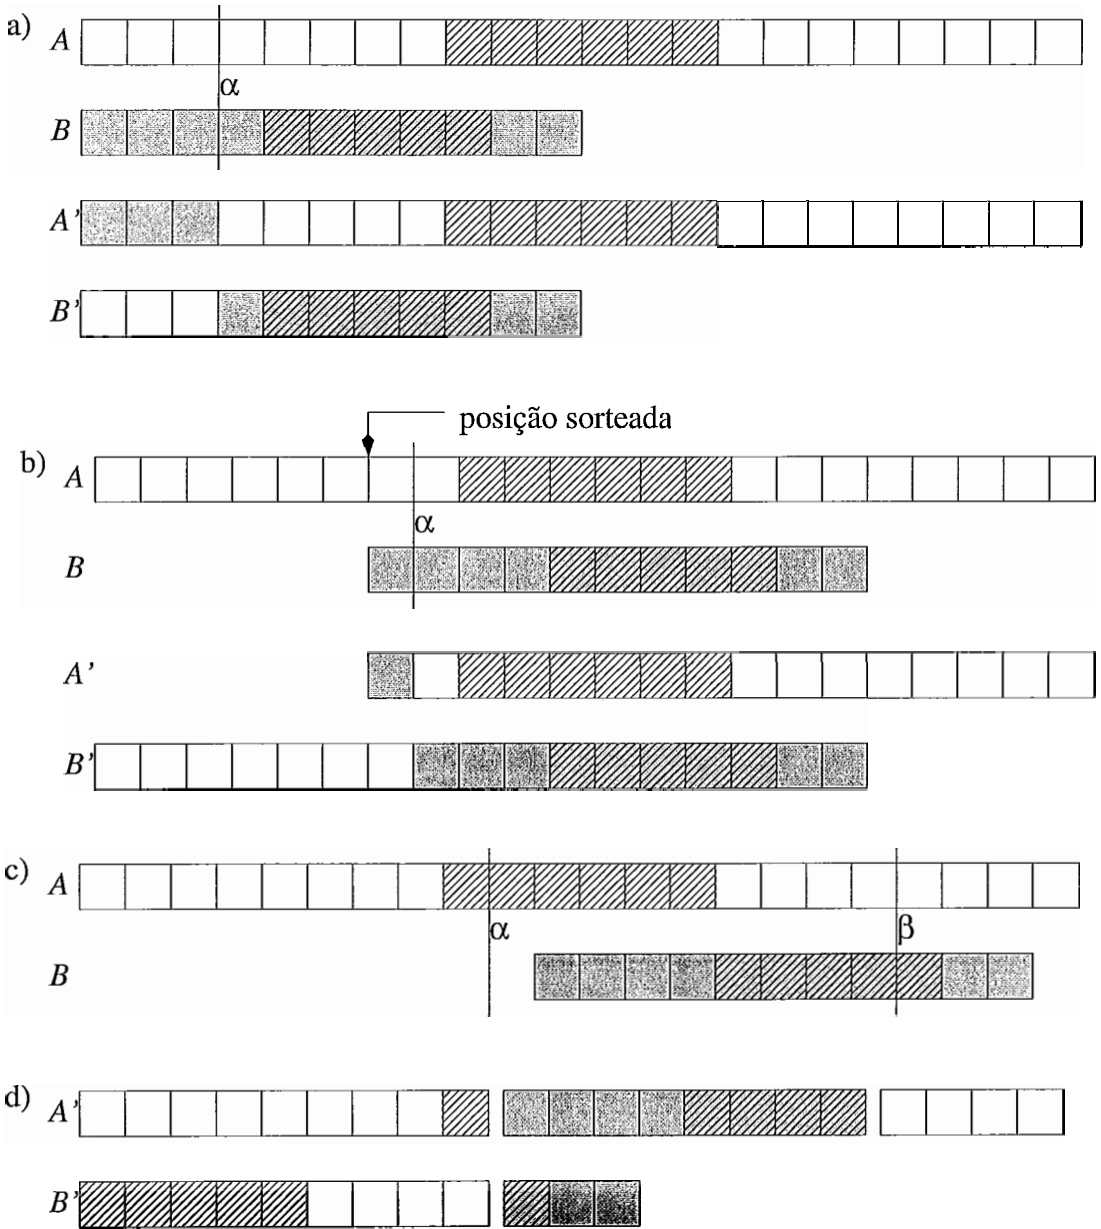 a) A
α
B
A'
B'
posição sorteada
b) A
α
B
A'
B'
c) A
α β
B
d) A'
B'